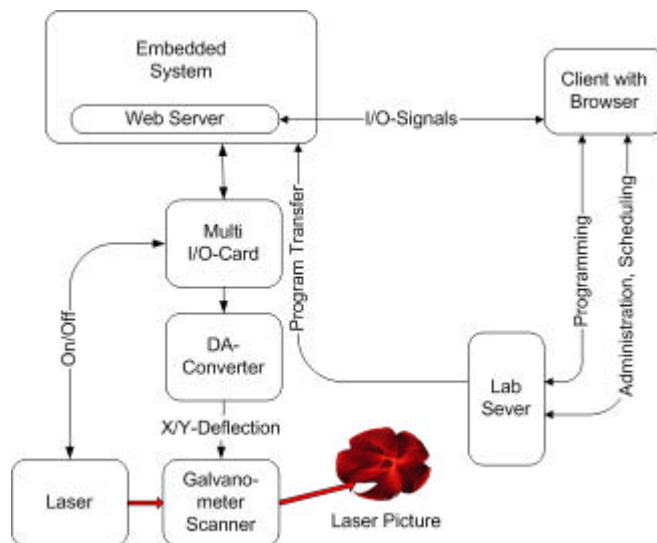 Embedded
System
Web Server
Client with
Browser
I/O-Signals
Multi
I/O-Card
Program Transfer
Programming
Administration, Scheduling
On/Off
DA-
Converter
Lab
Sever
X/Y-Deflection
Laser
Galvano-
meter
Scanner
Laser Picture